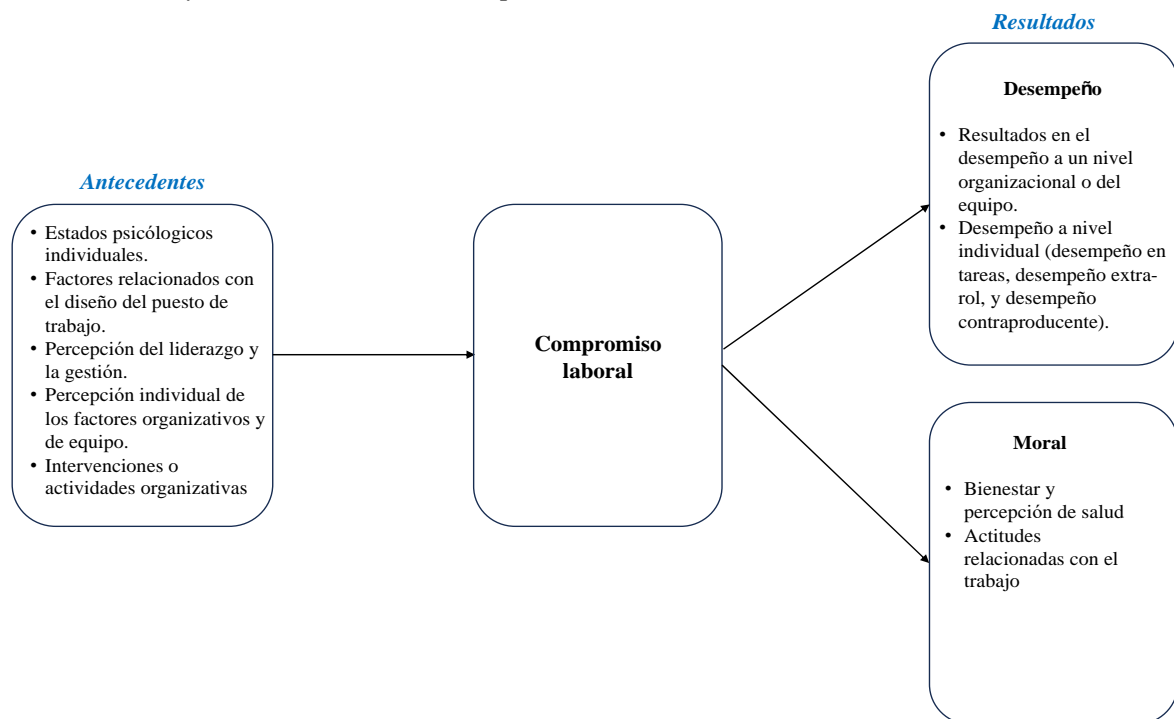 Resultados
Desempeño
• Resultados en el
desempeño a un nivel
organizacional o del
equipo.
• Desempeño a nivel
individual (desempeño en
tareas, desempeño extra-
rol, y desempeño
contraproducente).
Antecedentes
• Estados psicólogicos
individuales.
• Factores relacionados con
el diseño del puesto de
trabajo.
• Percepción del liderazgo y
la gestión.
• Percepción individual de
los factores organizativos y
de equipo.
• Intervenciones o
actividades organizativas
Compromiso
laboral
Moral
• Bienestar y
percepción de salud
• Actitudes
relacionadas con el
trabajo